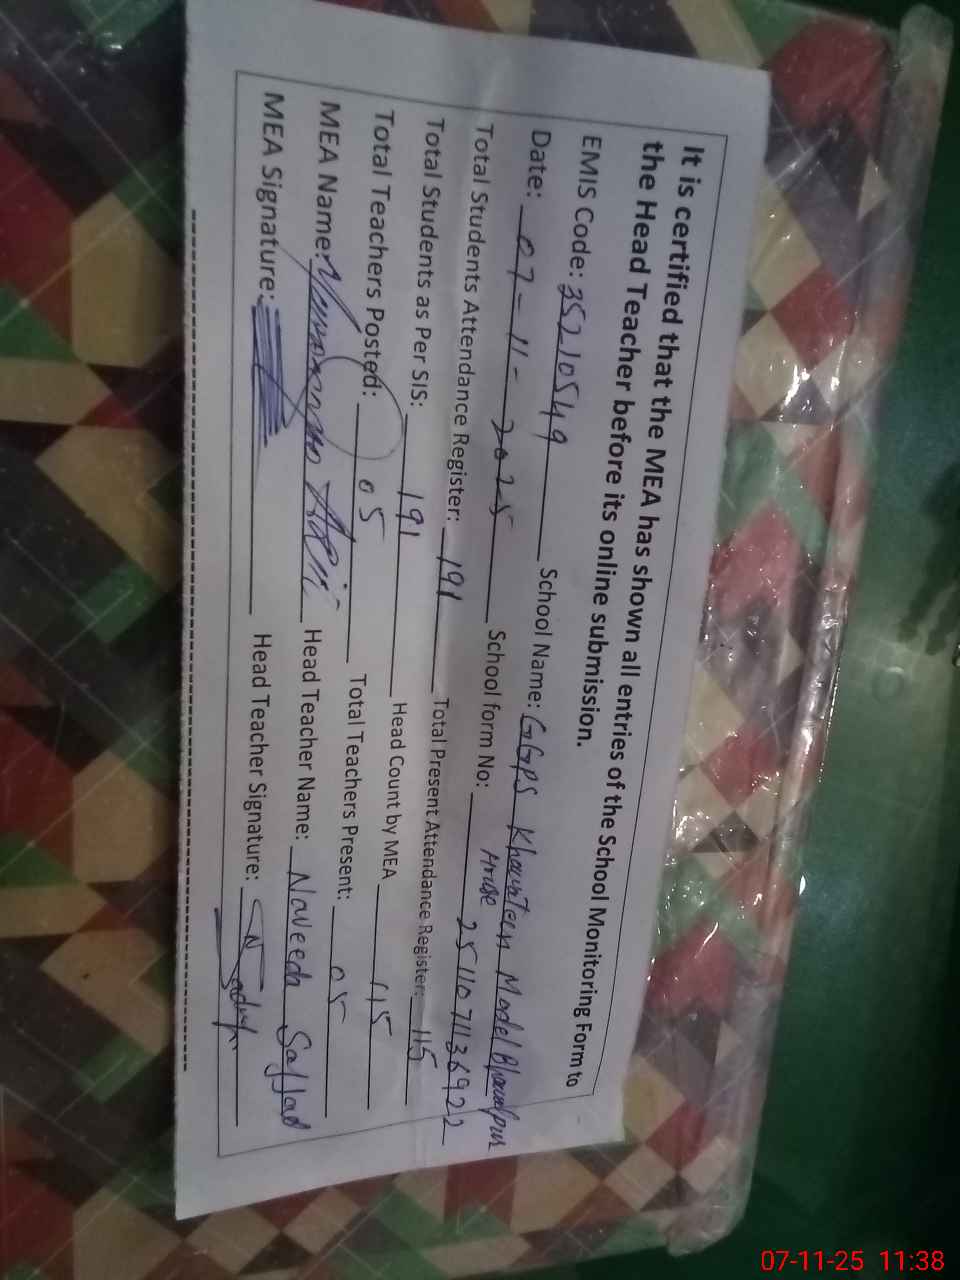 It is certified that the MEA has shown all entries of the School Monitoring Form to
the Head Teacher before its online submission.
EMIS Code: 35210549 School Name: GGPS Khawateen Model Bhawalpur
House
Date: 07-11-2025 School form No: 2511071136922
Total Students Attendance Register: 191 Total Present Attendance Register: 115
Total Students as Per SIS: 191 Head Count by MEA 115
Total Teachers Posted: 05 Total Teachers Present: 05
MEA Name: Head Teacher Name: Naveeda Sajjad
MEA Signature: Head Teacher Signature:
07-11-25 11:38